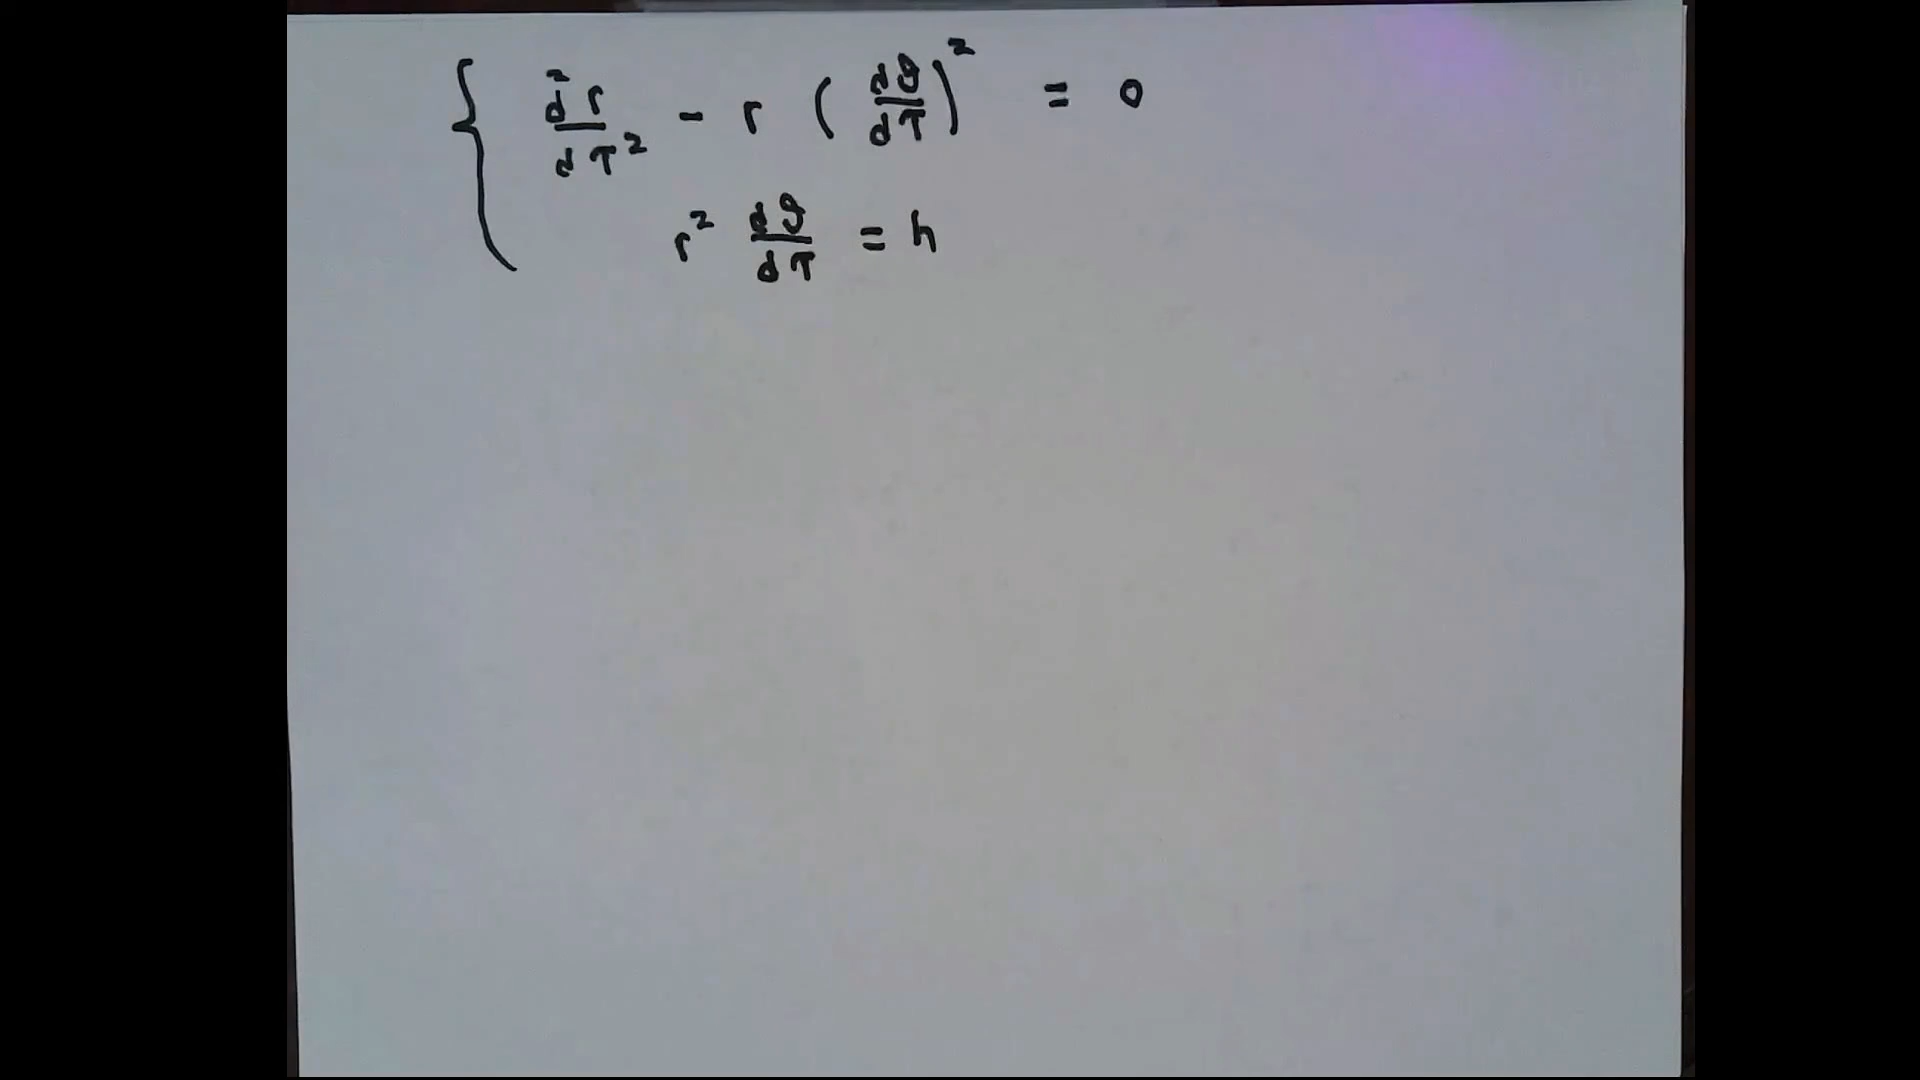 { d²r/dτ² - r (dϑ/dτ)² = 0
r² dϑ/dτ = h